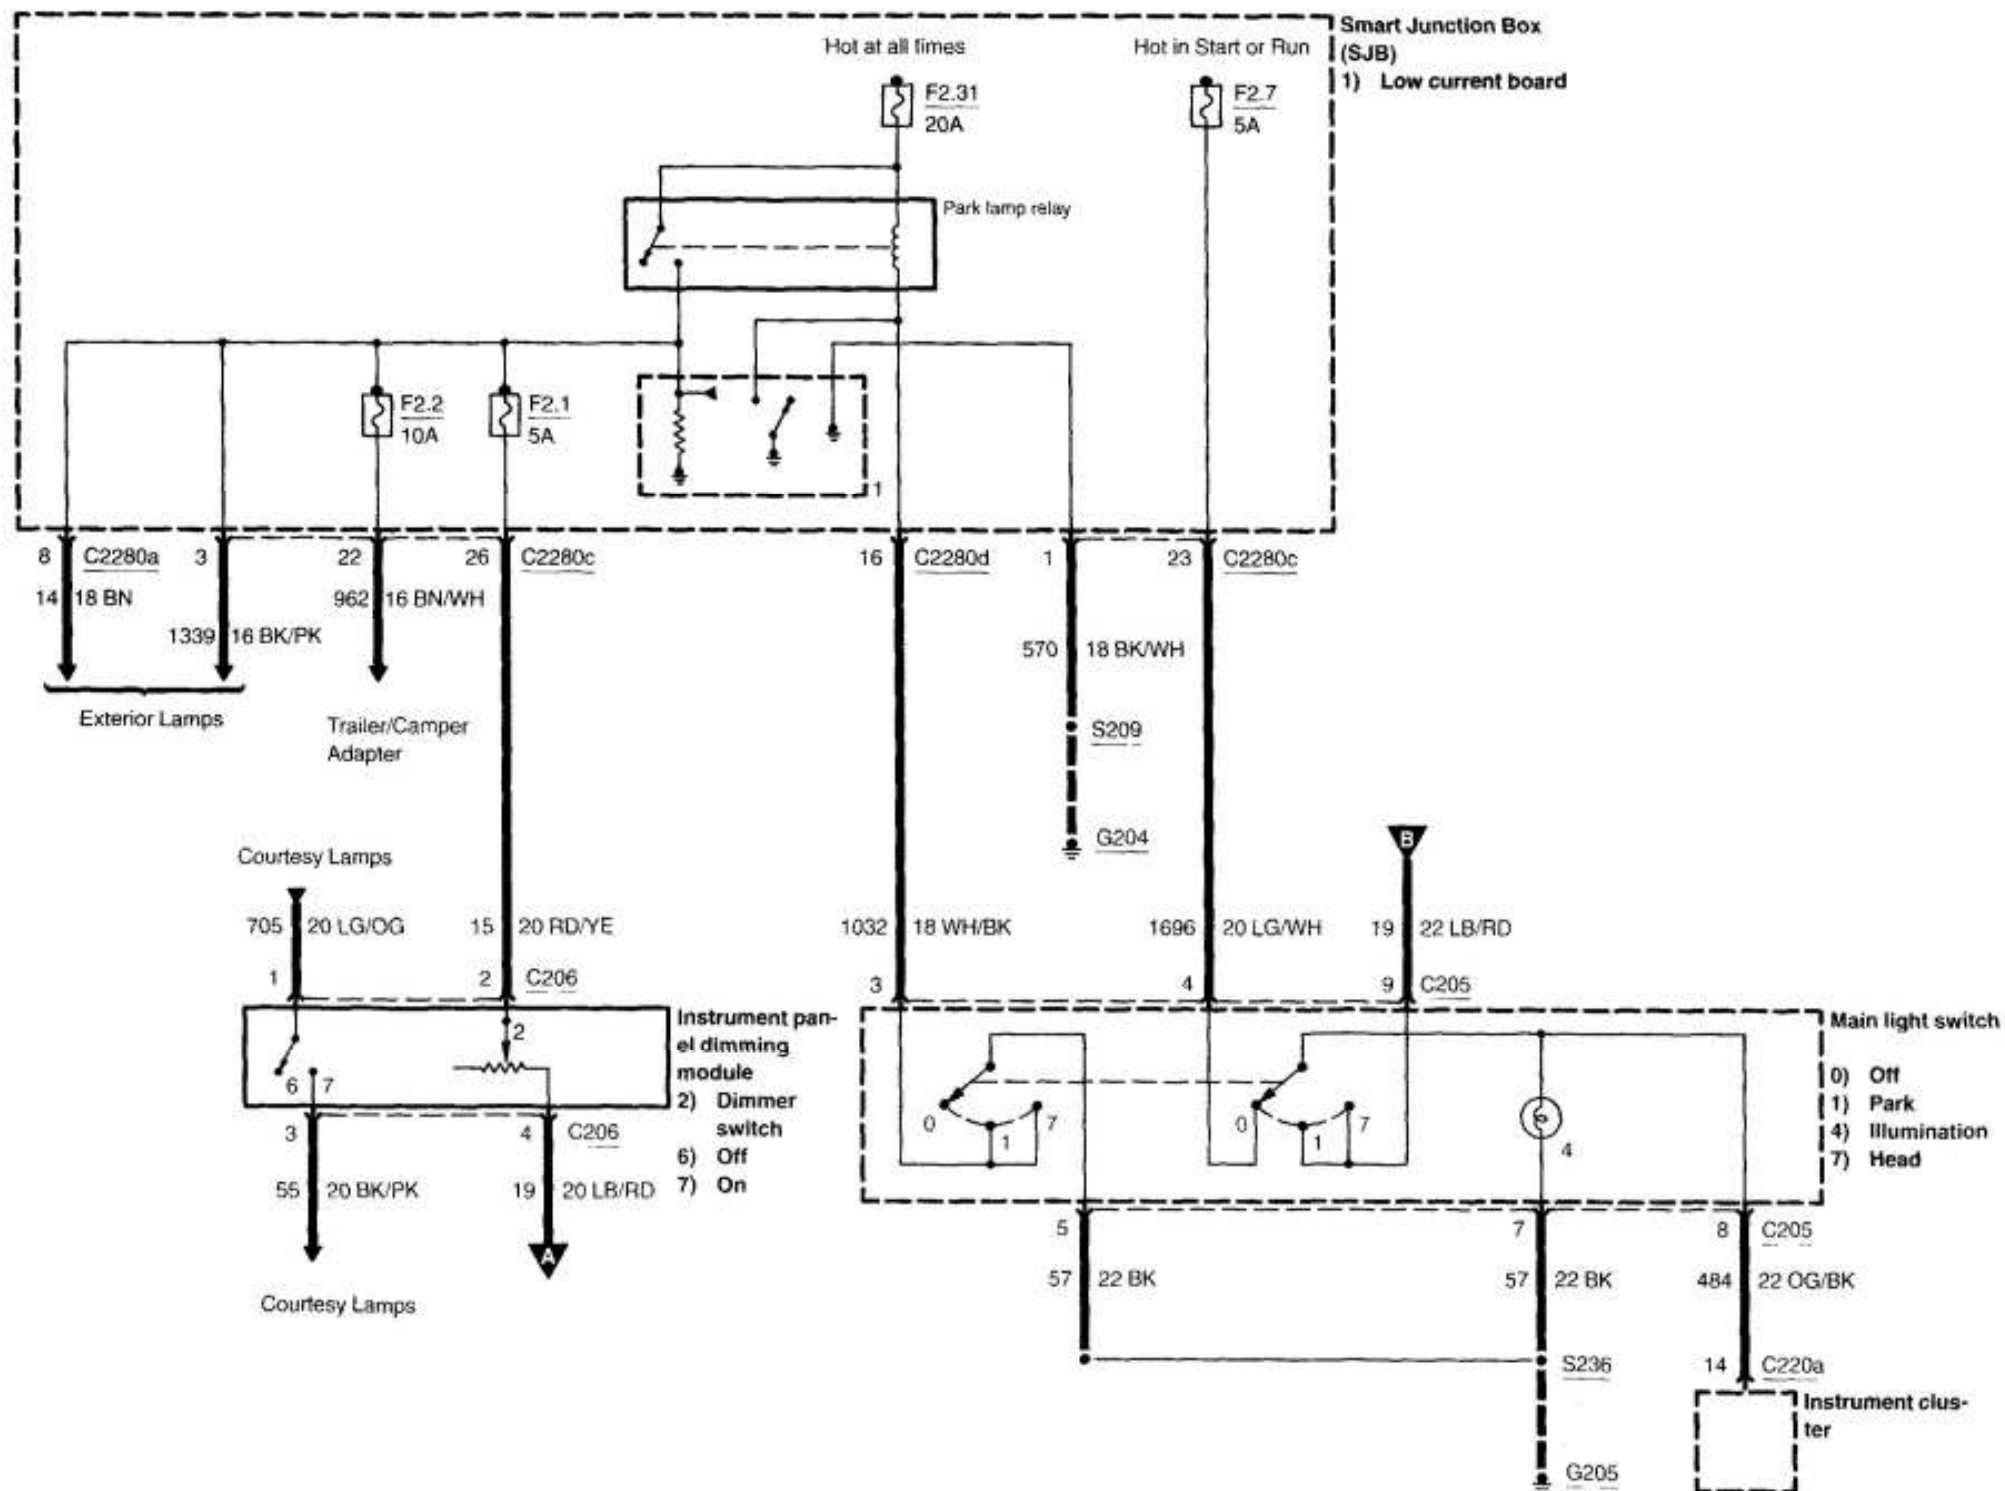 Smart Junction Box
(SJB)
1) Low current board
Hot at all times
Hot in Start or Run
F2.31
20A
F2.7
5A
Park lamp relay
F2.2
10A
F2.1
5A
1
8 C2280a 3 22 26 C2280c 16 C2280d 1 23 C2280c
14 18 BN
962 16 BN/WH
1339 16 BK/PK
570 18 BK/WH
Exterior Lamps
Trailer/Camper
Adapter
S209
G204
B
Courtesy Lamps
705 20 LG/OG 15 20 RD/YE 1032 18 WH/BK 1696 20 LG/WH 19 22 LB/RD
1 2 C206 3 4 9 C205
2
6 7
Instrument pan-
el dimming
module
2) Dimmer
switch
6) Off
7) On
0 1 7
0 1 7
4
Main light switch
0) Off
1) Park
4) Illumination
7) Head
3 4 C206
55 20 BK/PK 19 20 LB/RD
A
Courtesy Lamps
5 7 8 C205
57 22 BK 57 22 BK 484 22 OG/BK
S236 14 C220a
Instrument clus-
ter
G205